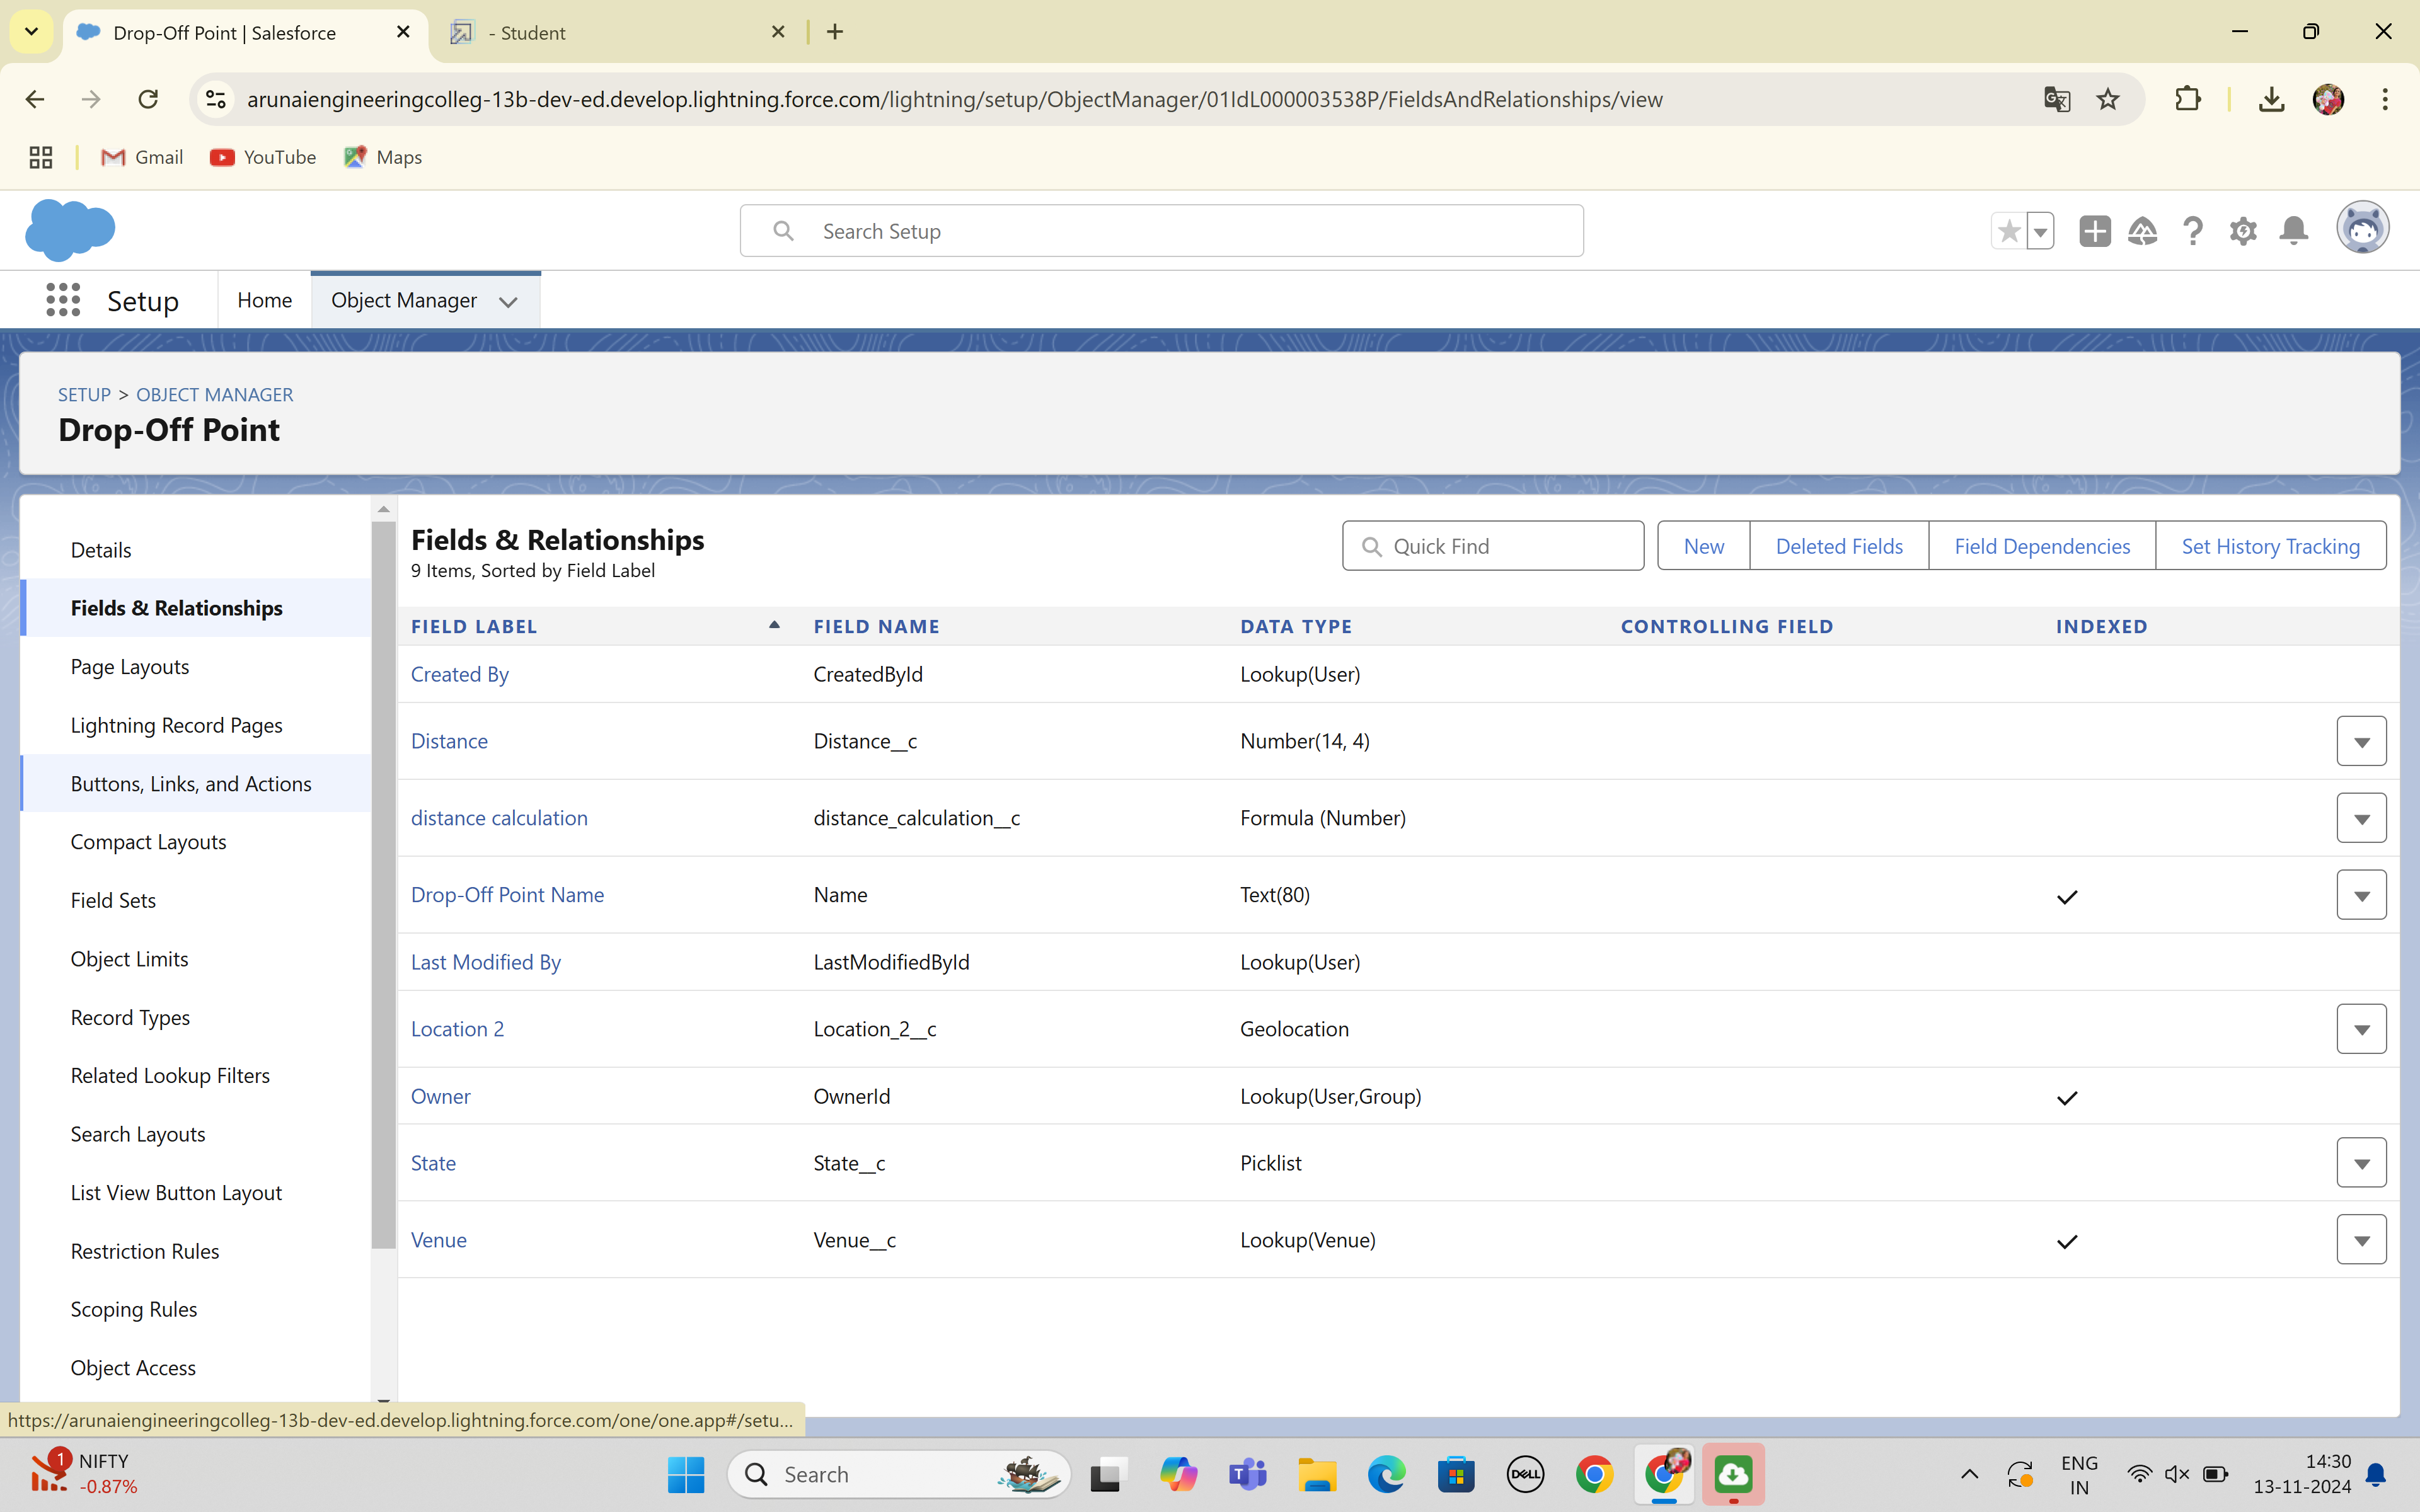 Drop-Off Point | Salesforce
- Student
arunaiengineeringcolleg-13b-dev-ed.develop.lightning.force.com/lightning/setup/ObjectManager/01IdL000003538P/FieldsAndRelationships/view
Gmail
YouTube
Maps
Search Setup
Setup
Home
Object Manager
SETUP > OBJECT MANAGER
Drop-Off Point
Details
Fields & Relationships
Page Layouts
Lightning Record Pages
Buttons, Links, and Actions
Compact Layouts
Field Sets
Object Limits
Record Types
Related Lookup Filters
Search Layouts
List View Button Layout
Restriction Rules
Scoping Rules
Object Access
Fields & Relationships
9 Items, Sorted by Field Label
Quick Find
New
Deleted Fields
Field Dependencies
Set History Tracking
FIELD LABEL FIELD NAME DATA TYPE CONTROLLING FIELD INDEXED
Created By CreatedById Lookup(User)
Distance Distance__c Number(14, 4)
distance calculation distance_calculation__c Formula (Number)
Drop-Off Point Name Name Text(80)
Last Modified By LastModifiedById Lookup(User)
Location 2 Location_2__c Geolocation
Owner OwnerId Lookup(User,Group)
State State__c Picklist
Venue Venue__c Lookup(Venue)
https://arunaiengineeringcolleg-13b-dev-ed.develop.lightning.force.com/one/one.app#/setu...
1
NIFTY
-0.87%
Search
DELL
ENG
IN
14:30
13-11-2024